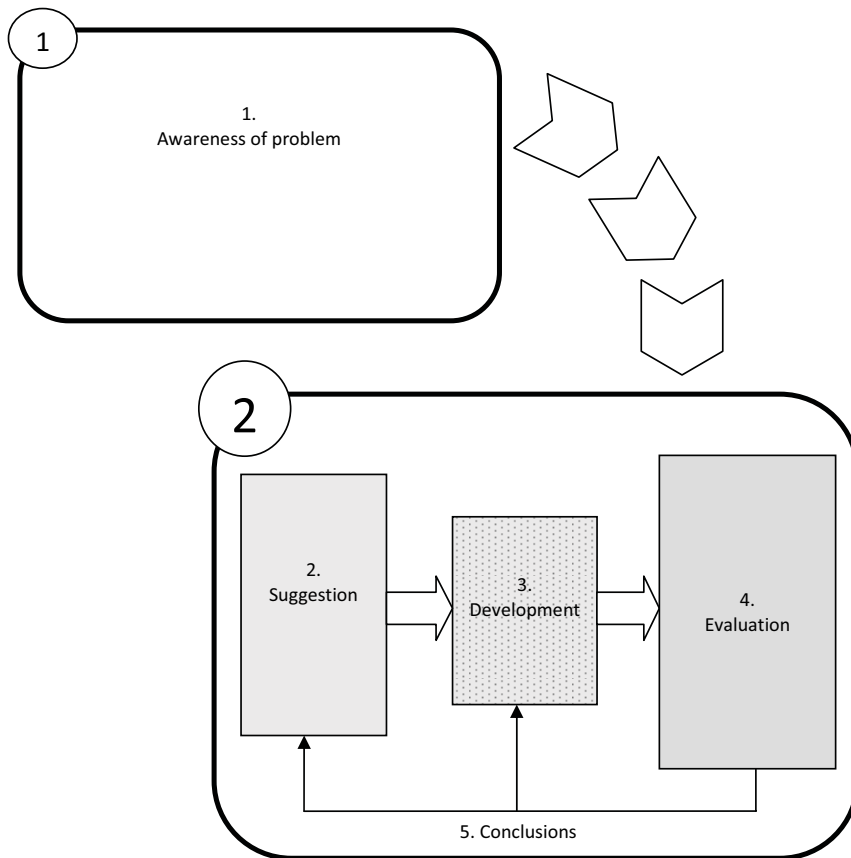 1
1.
Awareness of problem
2
2.
Suggestion
3.
Development
4.
Evaluation
5. Conclusions